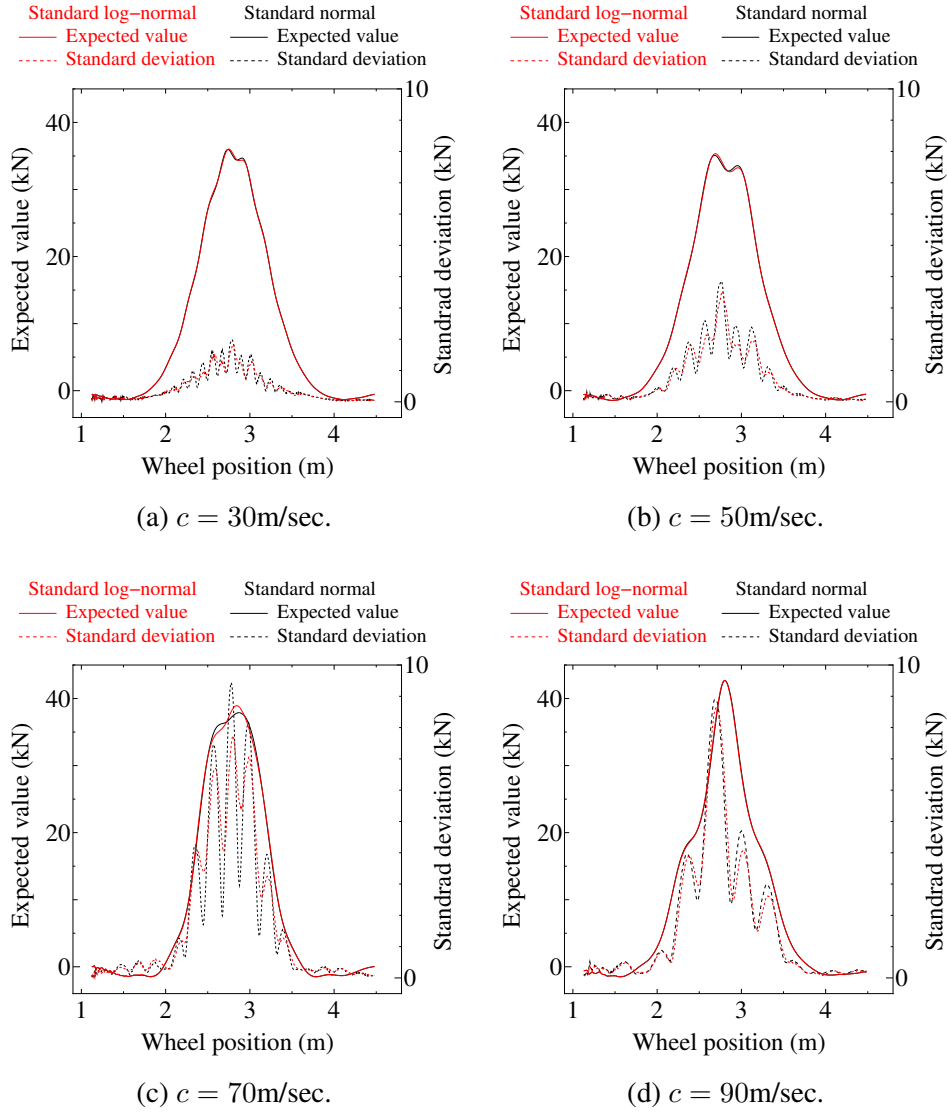 Standard log−normal Standard normal
Expected value Expected value
Standard deviation Standard deviation
10
40
20
0
0
1 2 3 4
Expected value (kN)
Standrad deviation (kN)
Wheel position (m)
(a) c = 30m/sec.
Standard log−normal Standard normal
Expected value Expected value
Standard deviation Standard deviation
10
40
20
0
0
1 2 3 4
Expected value (kN)
Standrad deviation (kN)
Wheel position (m)
(b) c = 50m/sec.
Standard log−normal Standard normal
Expected value Expected value
Standard deviation Standard deviation
10
40
20
0
0
1 2 3 4
Expected value (kN)
Standrad deviation (kN)
Wheel position (m)
(c) c = 70m/sec.
Standard log−normal Standard normal
Expected value Expected value
Standard deviation Standard deviation
10
40
20
0
0
1 2 3 4
Expected value (kN)
Standrad deviation (kN)
Wheel position (m)
(d) c = 90m/sec.